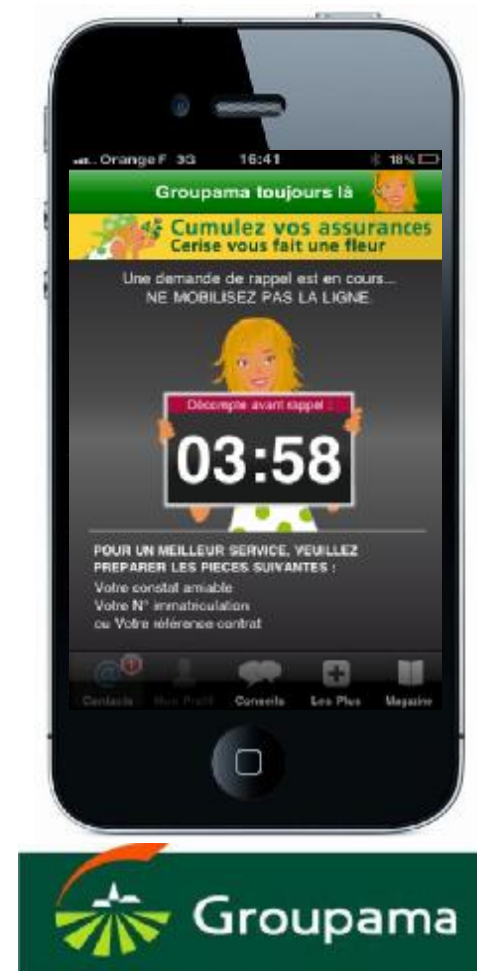 Orange F 3G 16:41 18%
Groupama toujours là
Cumulez vos assurances
Cerise vous fait une fleur
Une demande de rappel est en cours...
NE MOBILISEZ PAS LA LIGNE.
Décompte avant rappel :
03:58
POUR UN MEILLEUR SERVICE, VEUILLEZ
PREPARER LES PIECES SUIVANTES :
Votre constat amiable
Votre N° immatriculation
ou Votre référence contrat
1
Contacts Mon Profil Conseils Les Plus Magazine
Groupama